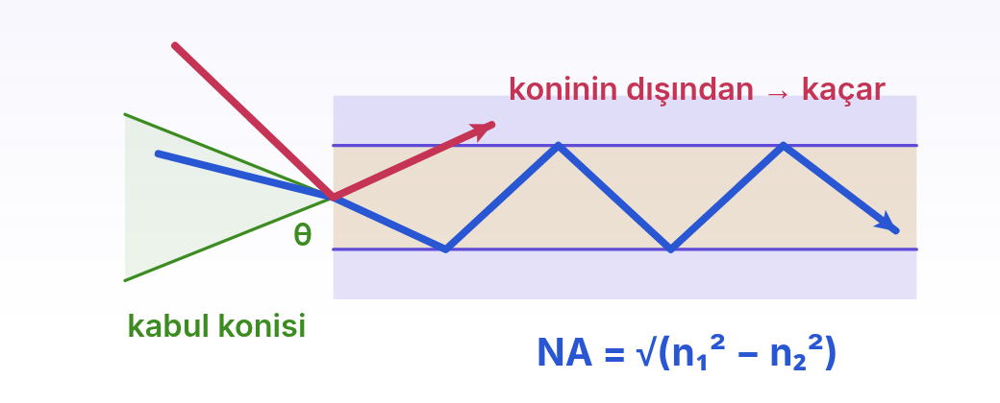 koninin dışından → kaçar
θ
kabul konisi
NA = √(n₁² − n₂²)